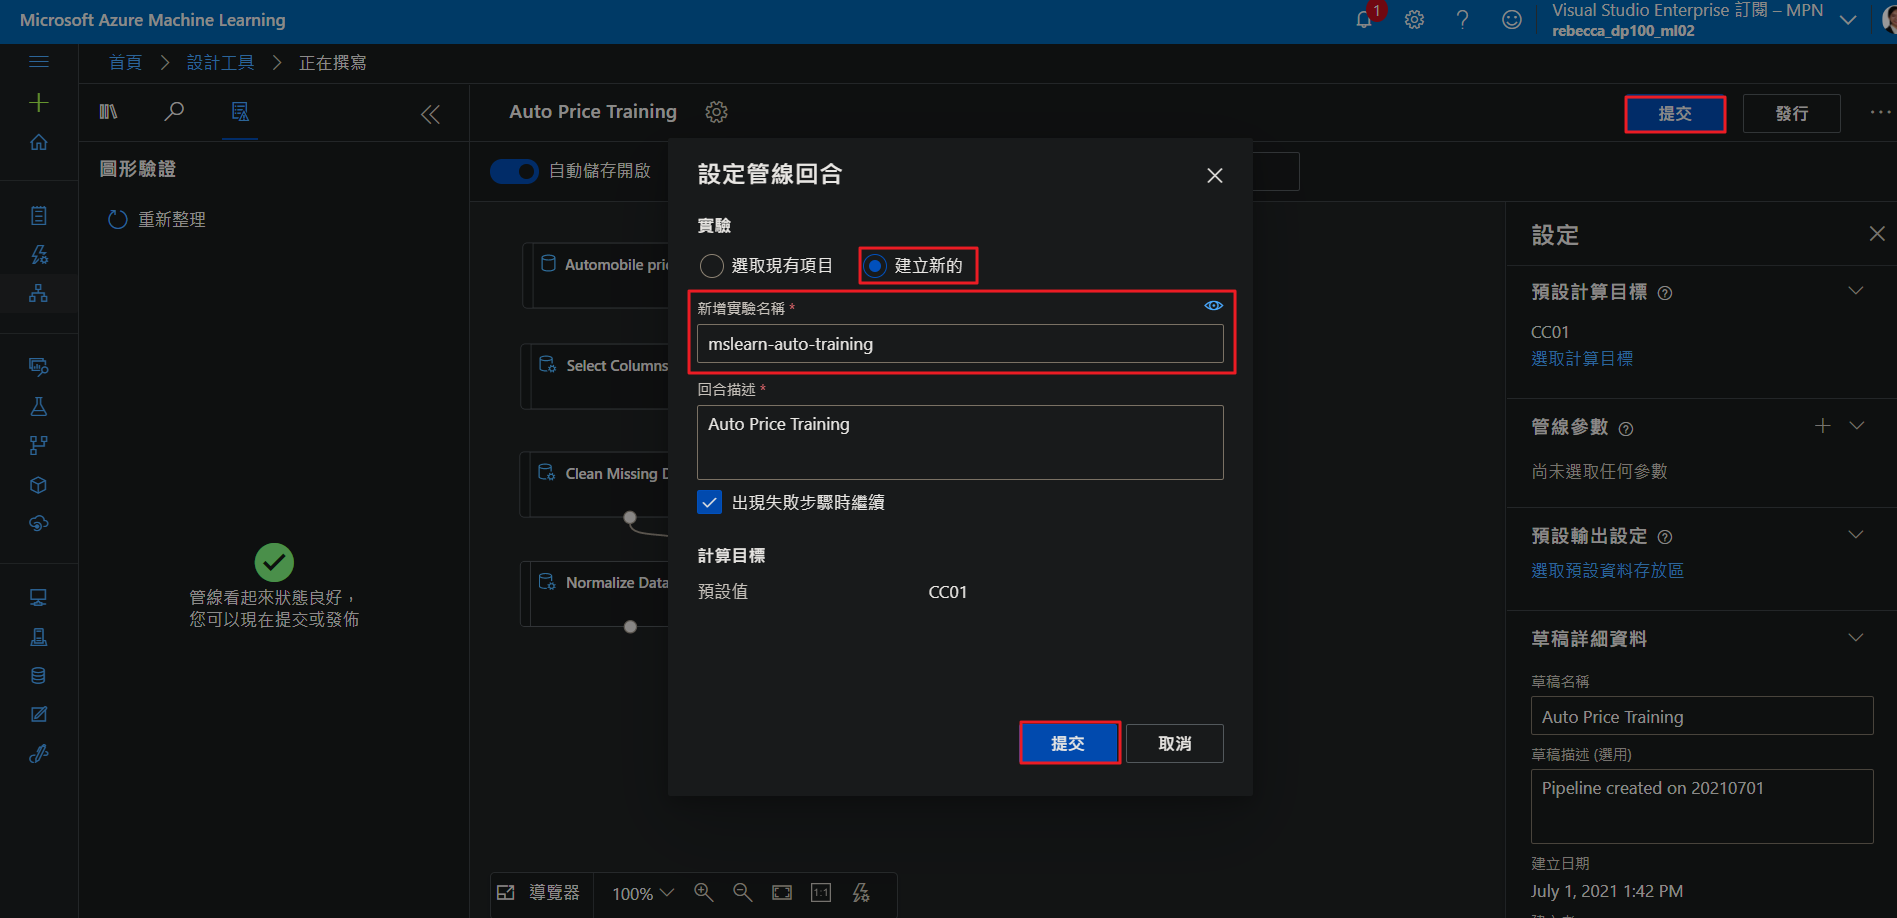 Microsoft Azure Machine Learning
1
Visual Studio Enterprise 訂閱 – MPN
rebecca_dp100_ml02
首頁
設計工具
正在撰寫
Auto Price Training
提交
發行
圖形驗證
重新整理
管線看起來狀態良好，
您可以現在提交或發佈
自動儲存開啟
Automobile pri
Select Columns
Clean Missing D
Normalize Data
設定管線回合
實驗
選取現有項目
建立新的
新增實驗名稱 *
mslearn-auto-training
回合描述 *
Auto Price Training
出現失敗步驟時繼續
計算目標
預設值
CC01
提交
取消
設定
預設計算目標
CC01
選取計算目標
管線參數
尚未選取任何參數
預設輸出設定
選取預設資料存放區
草稿詳細資料
草稿名稱
Auto Price Training
草稿描述 (選用)
Pipeline created on 20210701
建立日期
July 1, 2021 1:42 PM
導覽器
100%
1:1